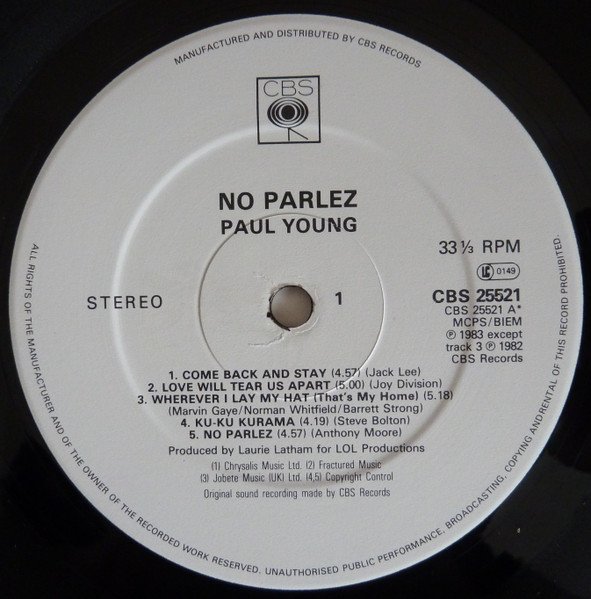 MANUFACTURED AND DISTRIBUTED BY CBS RECORDS
CBS
NO PARLEZ
PAUL YOUNG
33⅓ RPM
LC 0149
STEREO
1
CBS 25521
CBS 25521 A*
MCPS/BIEM
℗ 1983 except
track 3 ℗ 1982
CBS Records
1. COME BACK AND STAY (4.57) (Jack Lee)
2. LOVE WILL TEAR US APART (5.00) (Joy Division)
3. WHEREVER I LAY MY HAT (That's My Home) (5.18)
(Marvin Gaye/Norman Whitfield/Barrett Strong)
4. KU-KU KURAMA (4.19) (Steve Bolton)
5. NO PARLEZ (4.57) (Anthony Moore)
Produced by Laurie Latham for LOL Productions
(1) Chrysalis Music Ltd. (2) Fractured Music
(3) Jobete Music (UK) Ltd. (4,5) Copyright Control
Original sound recording made by CBS Records
ALL RIGHTS OF THE MANUFACTURER AND OF THE OWNER OF THE RECORDED WORK RESERVED. UNAUTHORISED PUBLIC PERFORMANCE, BROADCASTING, COPYING ANDRENTAL OF THIS RECORD PROHIBITED.